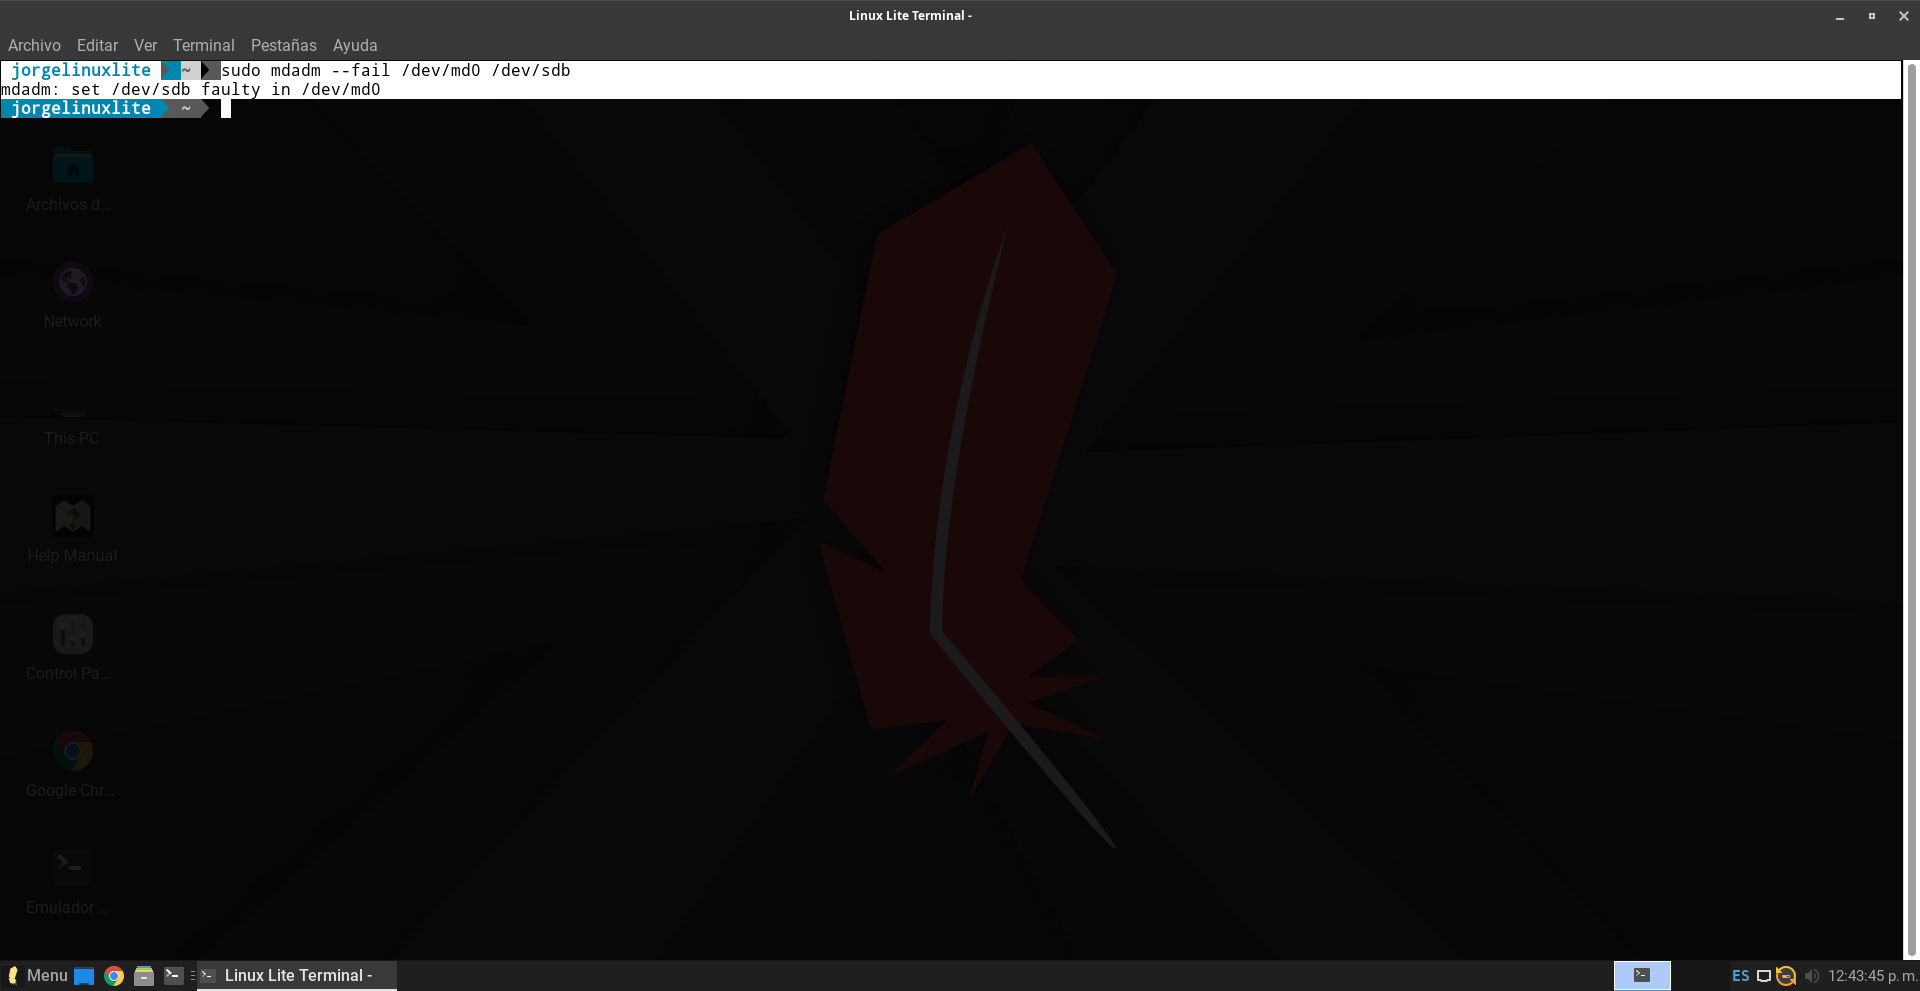 Linux Lite Terminal -
Archivo Editar Ver Terminal Pestañas Ayuda
jorgelinuxlite ~ sudo mdadm --fail /dev/md0 /dev/sdb
mdadm: set /dev/sdb faulty in /dev/md0
jorgelinuxlite ~
Archivos d...
Network
This PC
Help Manual
Control Pa...
Google Chr...
Emulador ...
Menu Linux Lite Terminal - ES 12:43:45 p. m.